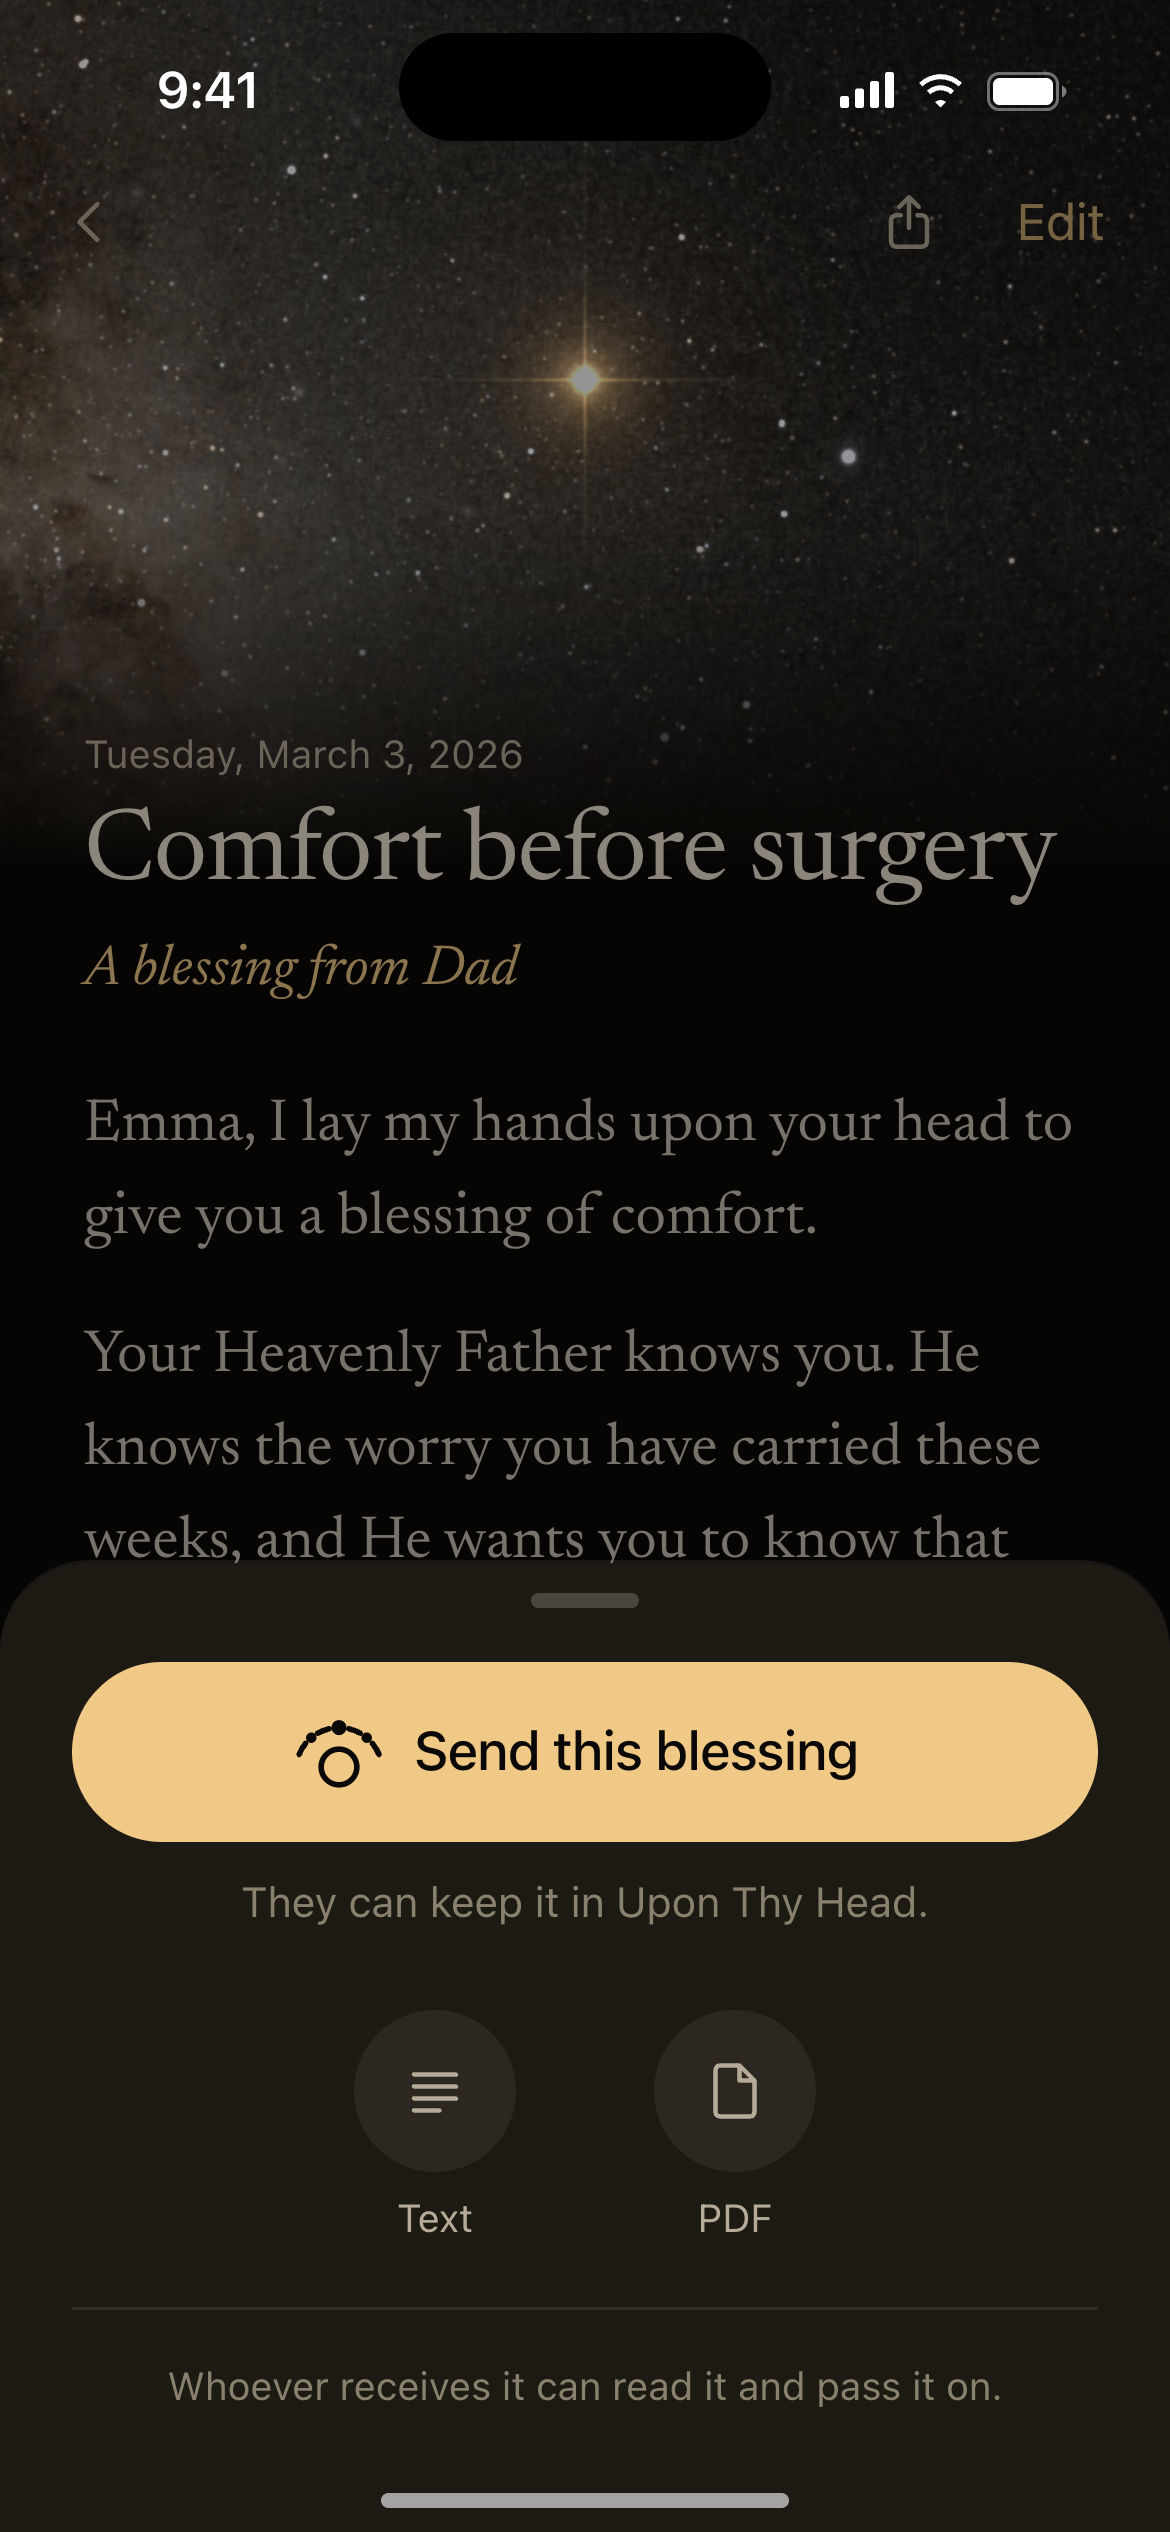 9:41
Edit
Tuesday, March 3, 2026
Comfort before surgery
A blessing from Dad
Emma, I lay my hands upon your head to
give you a blessing of comfort.
Your Heavenly Father knows you. He
knows the worry you have carried these
weeks, and He wants you to know that
Send this blessing
They can keep it in Upon Thy Head.
Text
PDF
Whoever receives it can read it and pass it on.